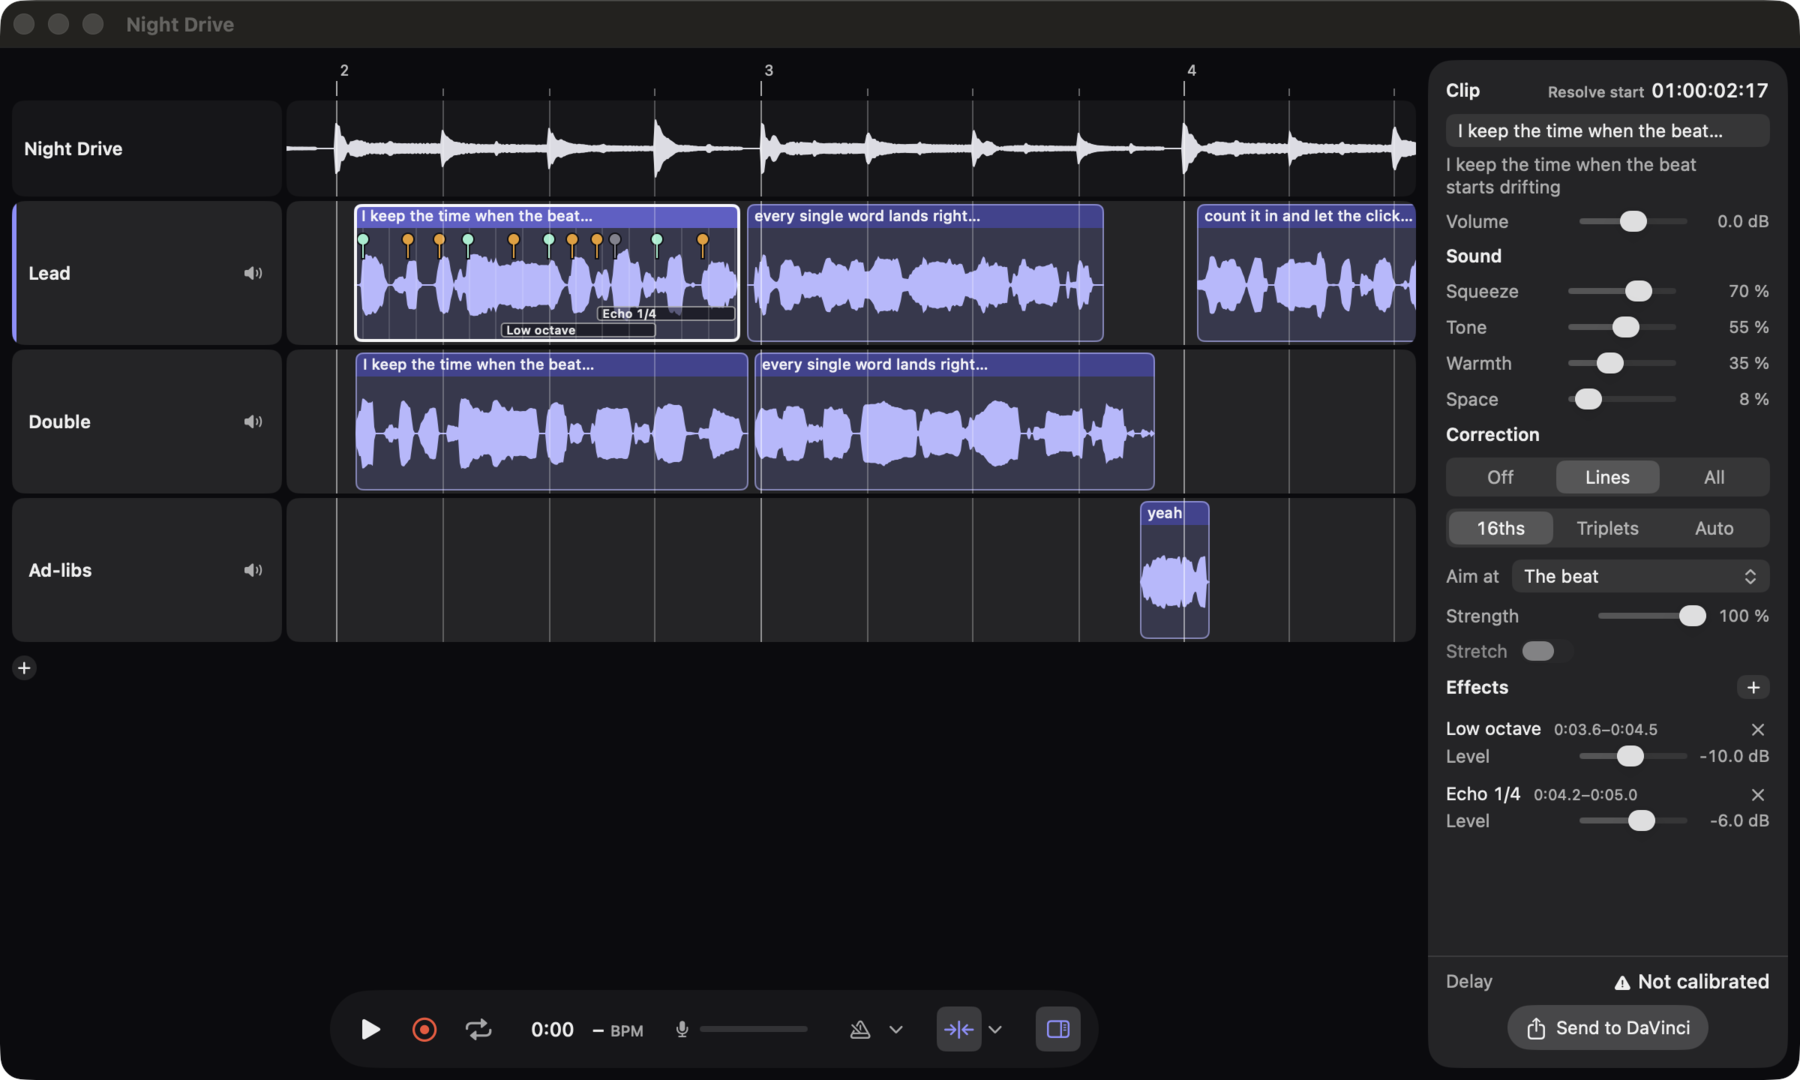 Night Drive
2 3 4
Night Drive
Lead
I keep the time when the beat...
every single word lands right...
count it in and let the click...
Echo 1/4
Low octave
Double
I keep the time when the beat...
every single word lands right...
Ad-libs
yeah
0:00 – BPM
Clip Resolve start 01:00:02:17
I keep the time when the beat...
I keep the time when the beat
starts drifting
Volume 0.0 dB
Sound
Squeeze 70 %
Tone 55 %
Warmth 35 %
Space 8 %
Correction
Off Lines All
16ths Triplets Auto
Aim at The beat
Strength 100 %
Stretch
Effects
Low octave 0:03.6–0:04.5
Level -10.0 dB
Echo 1/4 0:04.2–0:05.0
Level -6.0 dB
Delay Not calibrated
Send to DaVinci